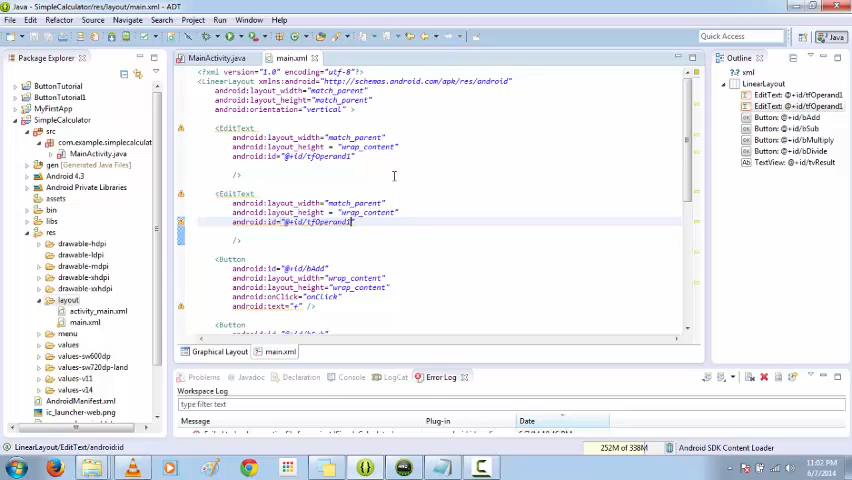 Java - SimpleCalculator/res/layout/main.xml - ADT
File Edit Refactor Source Navigate Search Project Run Window Help
Quick Access
Java
Package Explorer
MainActivity.java
main.xml
Outline
ButtonTutorial
ButtonTutorial1
MyFirstApp
SimpleCalculator
src
com.example.simplecalculat
MainActivity.java
gen [Generated Java Files]
Android 4.3
Android Private Libraries
assets
bin
libs
res
drawable-hdpi
drawable-ldpi
drawable-mdpi
drawable-xhdpi
drawable-xxhdpi
layout
activity_main.xml
main.xml
menu
values
values-sw600dp
values-sw720dp-land
values-v11
values-v14
AndroidManifest.xml
ic_launcher-web.png
<?xml version="1.0" encoding="utf-8"?>
<LinearLayout xmlns:android="http://schemas.android.com/apk/res/android"
android:layout_width="match_parent"
android:layout_height="match_parent"
android:orientation="vertical" >
<EditText
android:layout_width="match_parent"
android:layout_height = "wrap_content"
android:id="@+id/tfOperand1"
/>
<EditText
android:layout_width="match_parent"
android:layout_height = "wrap_content"
android:id="@+id/tfOperand1"
/>
<Button
android:id="@+id/bAdd"
android:layout_width="wrap_content"
android:layout_height="wrap_content"
android:onClick="onClick"
android:text="+" />
<Button
android:id="@+id/bSub"
Graphical Layout
main.xml
xml
LinearLayout
EditText: @+id/tfOperand1
EditText: @+id/tfOperand1
Button: @+id/bAdd
Button: @+id/bSub
Button: @+id/bMultiply
Button: @+id/bDivide
TextView: @+id/tvResult
Problems
Javadoc
Declaration
Console
LogCat
Error Log
Workspace Log
type filter text
Message
Plug-in
Date
LinearLayout/EditText/android:id
252M of 338M
Android SDK Content Loader
11:02 PM
6/7/2014